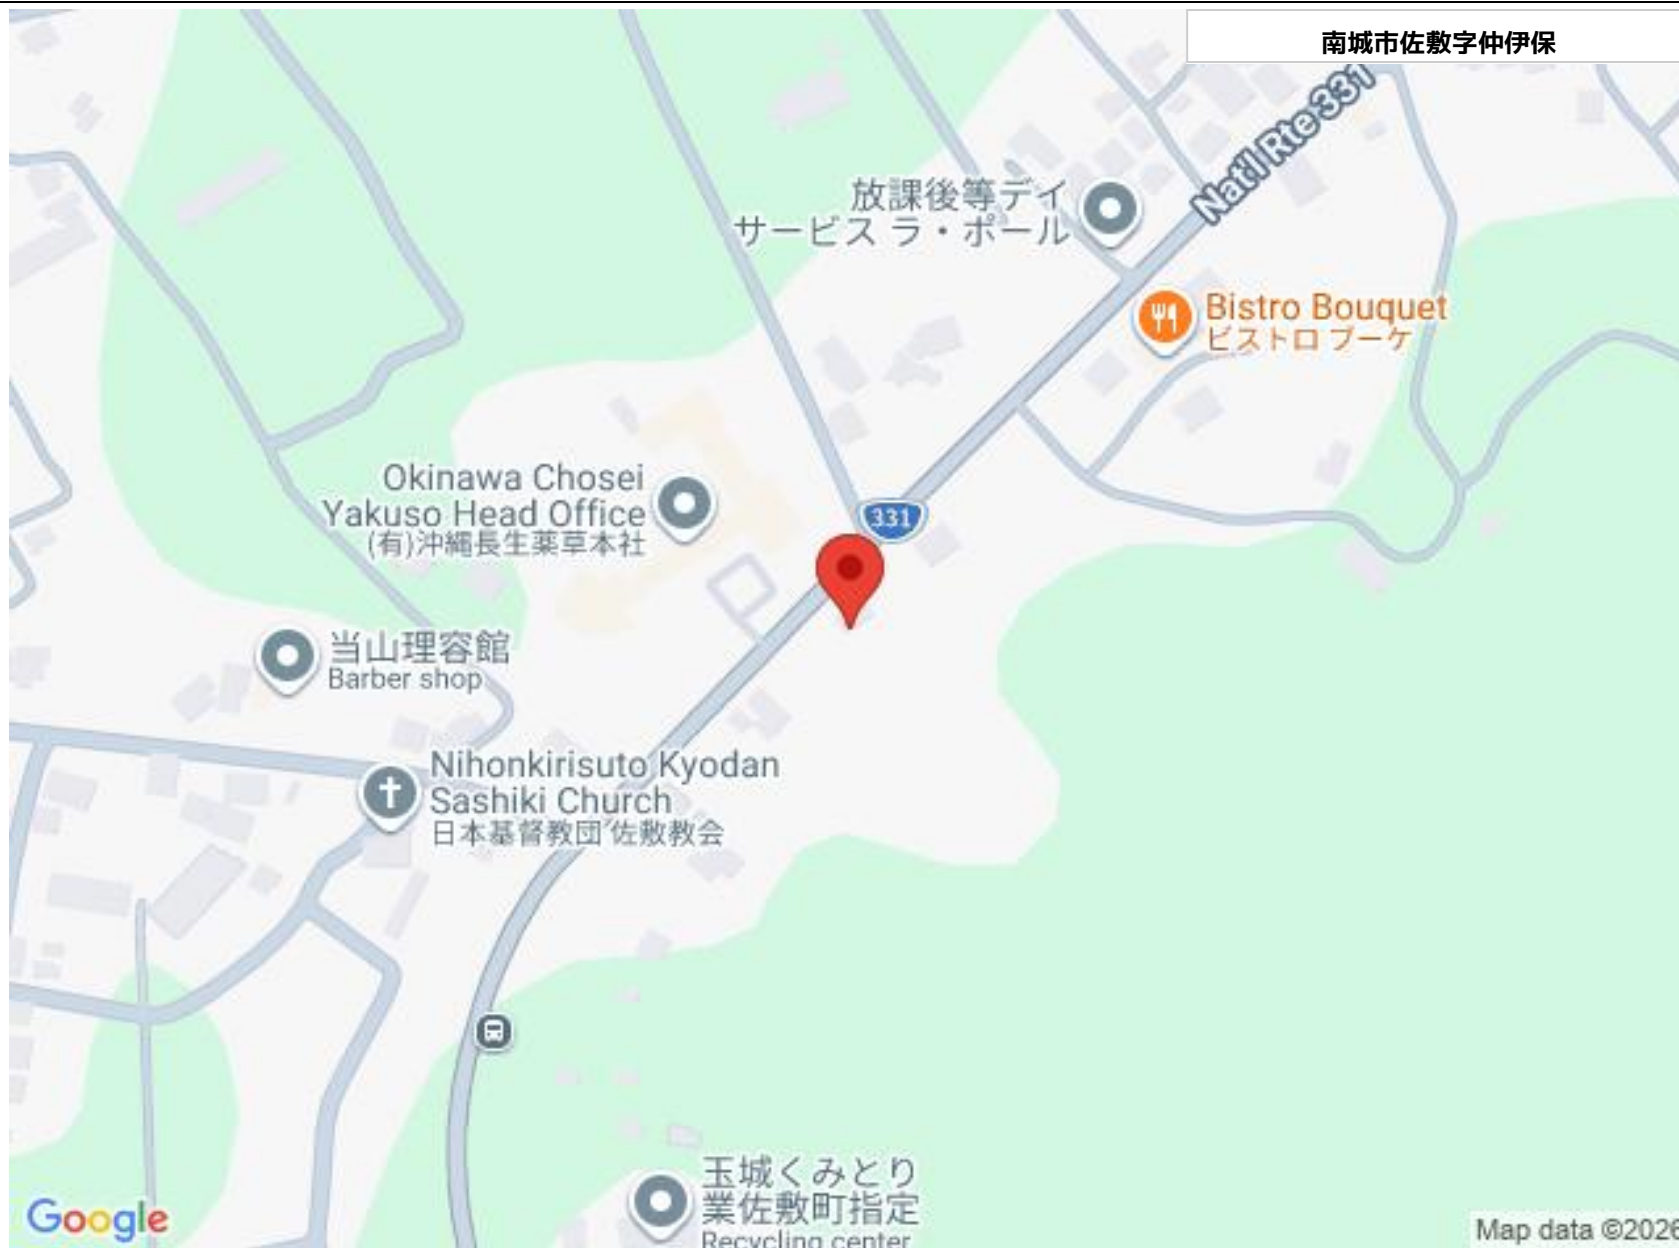 南城市佐敷字仲伊保
Nat'l Rte 331
放課後等デイ
サービス ラ・ポール
Bistro Bouquet
ビストロ ブーケ
Okinawa Chosei
Yakuso Head Office
(有)沖縄長生薬草本社
331
当山理容館
Barber shop
Nihonkirisuto Kyodan
Sashiki Church
日本基督教団 佐敷教会
玉城くみとり
業佐敷町指定
Recycling center
Google
Map data ©2026